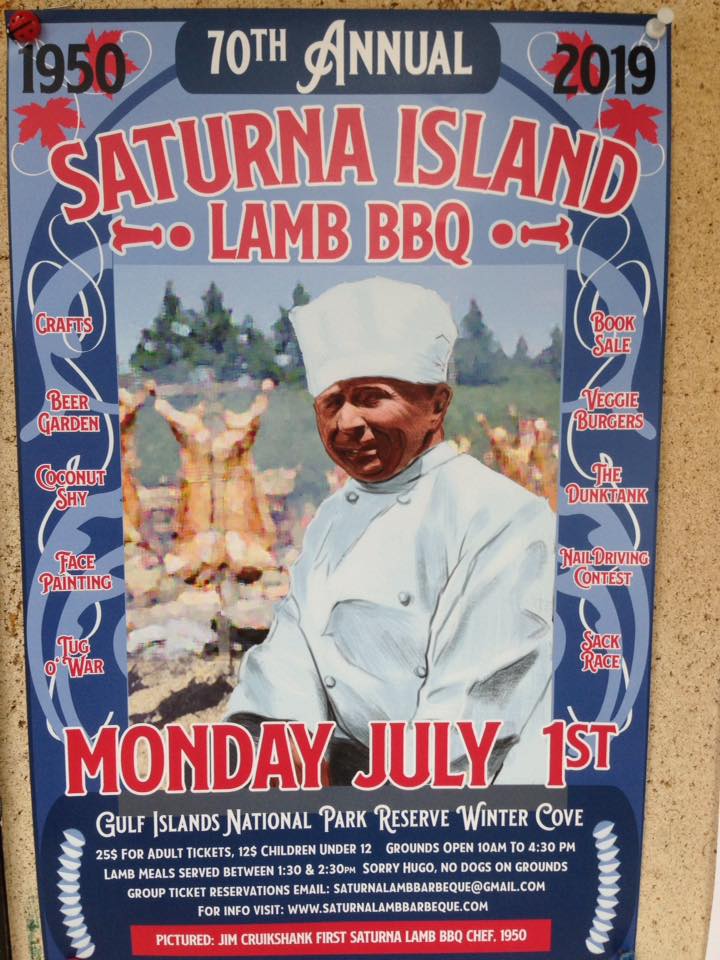 1950
70TH ANNUAL
2019
SATURNA ISLAND
LAMB BBQ
CRAFTS
BEER
GARDEN
COCONUT
SHY
FACE
PAINTING
TUG
O' WAR
BOOK
SALE
VEGGIE
BURGERS
THE
DUNKTANK
NAIL DRIVING
CONTEST
SACK
RACE
MONDAY JULY 1ST
GULF ISLANDS NATIONAL PARK RESERVE WINTER COVE
25$ FOR ADULT TICKETS, 12$ CHILDREN UNDER 12 GROUNDS OPEN 10AM TO 4:30 PM
LAMB MEALS SERVED BETWEEN 1:30 & 2:30PM SORRY HUGO, NO DOGS ON GROUNDS
GROUP TICKET RESERVATIONS EMAIL: SATURNALAMBBARBEQUE@GMAIL.COM
FOR INFO VISIT: WWW.SATURNALAMBBARBEQUE.COM
PICTURED: JIM CRUIKSHANK FIRST SATURNA LAMB BBQ CHEF, 1950